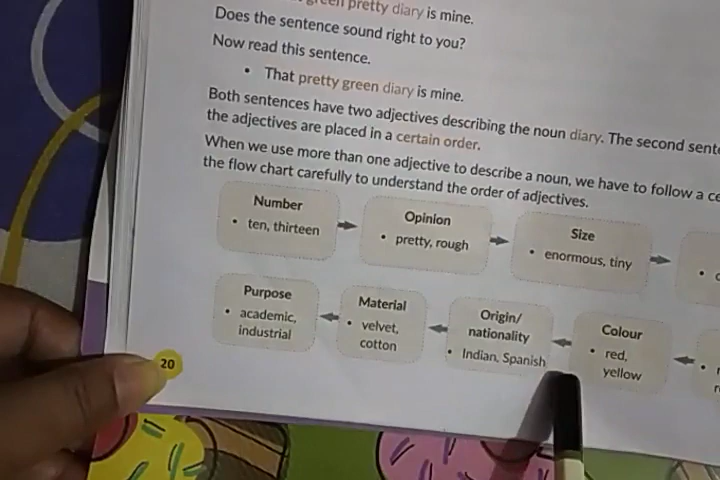 green pretty diary is mine.
Does the sentence sound right to you?
Now read this sentence.
• That pretty green diary is mine.
Both sentences have two adjectives describing the noun diary. The second
the adjectives are placed in a certain order.
When we use more than one adjective to describe a noun, we have to follow a
the flow chart carefully to understand the order of adjectives.
Number
• ten, thirteen
Opinion
• pretty, rough
Size
• enormous, tiny
Colour
• red,
yellow
Origin/
nationality
• Indian, Spanish
Material
• velvet,
cotton
Purpose
• academic,
industrial
20